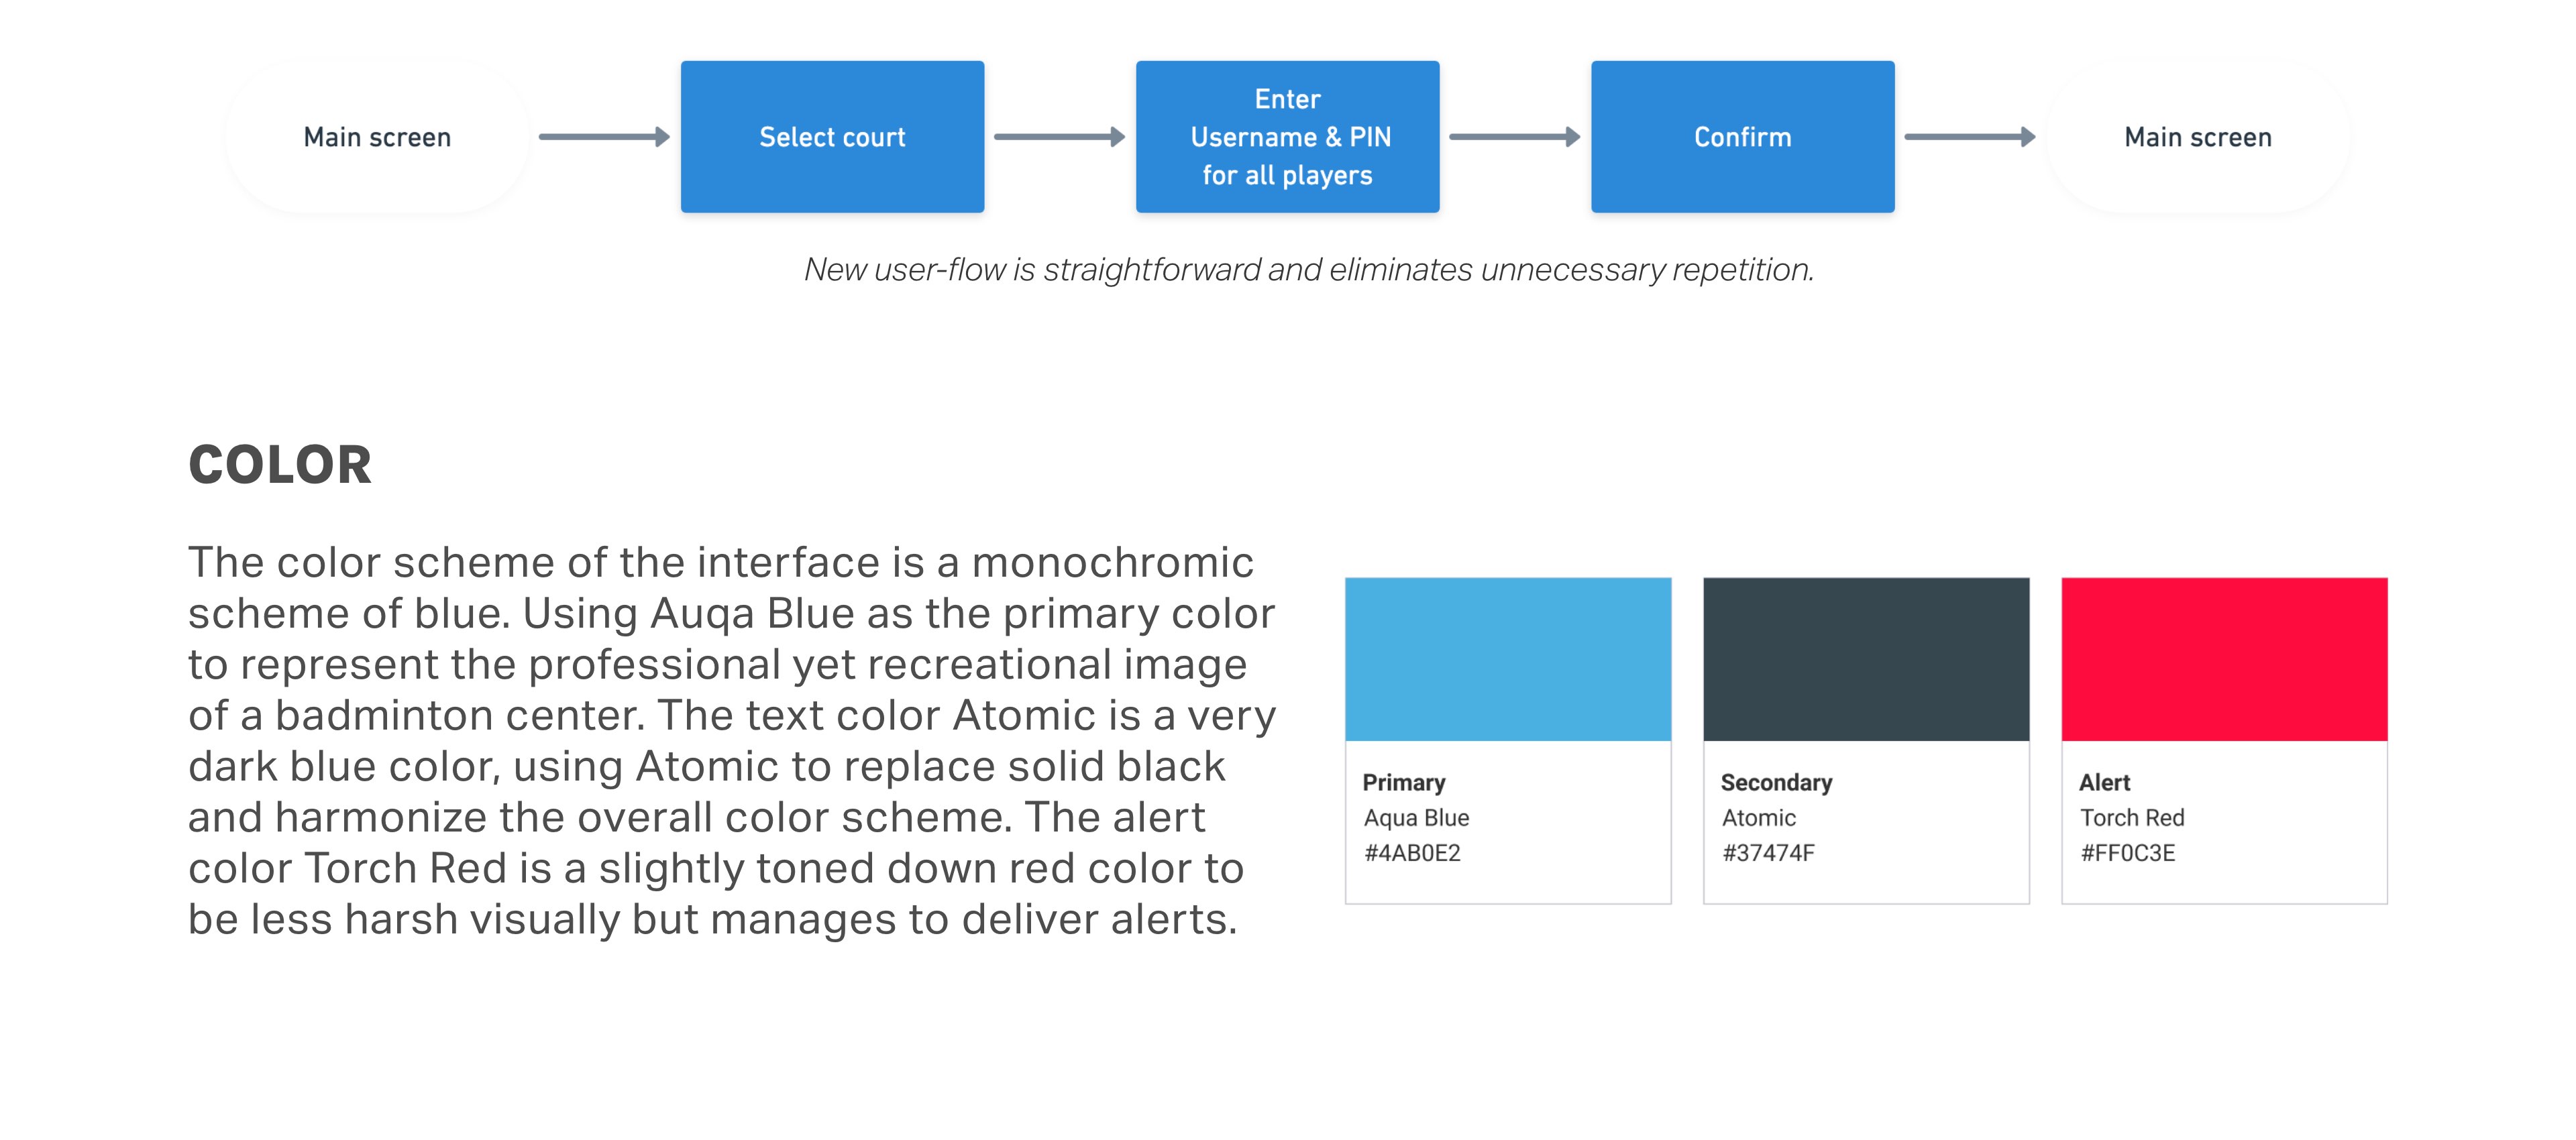 Main screen
Select court
Enter
Username & PIN
for all players
Confirm
Main screen
New user-flow is straightforward and eliminates unnecessary repetition.
COLOR
The color scheme of the interface is a monochromic
scheme of blue. Using Auqa Blue as the primary color
to represent the professional yet recreational image
of a badminton center. The text color Atomic is a very
dark blue color, using Atomic to replace solid black
and harmonize the overall color scheme. The alert
color Torch Red is a slightly toned down red color to
be less harsh visually but manages to deliver alerts.
Primary
Aqua Blue
#4AB0E2
Secondary
Atomic
#37474F
Alert
Torch Red
#FF0C3E